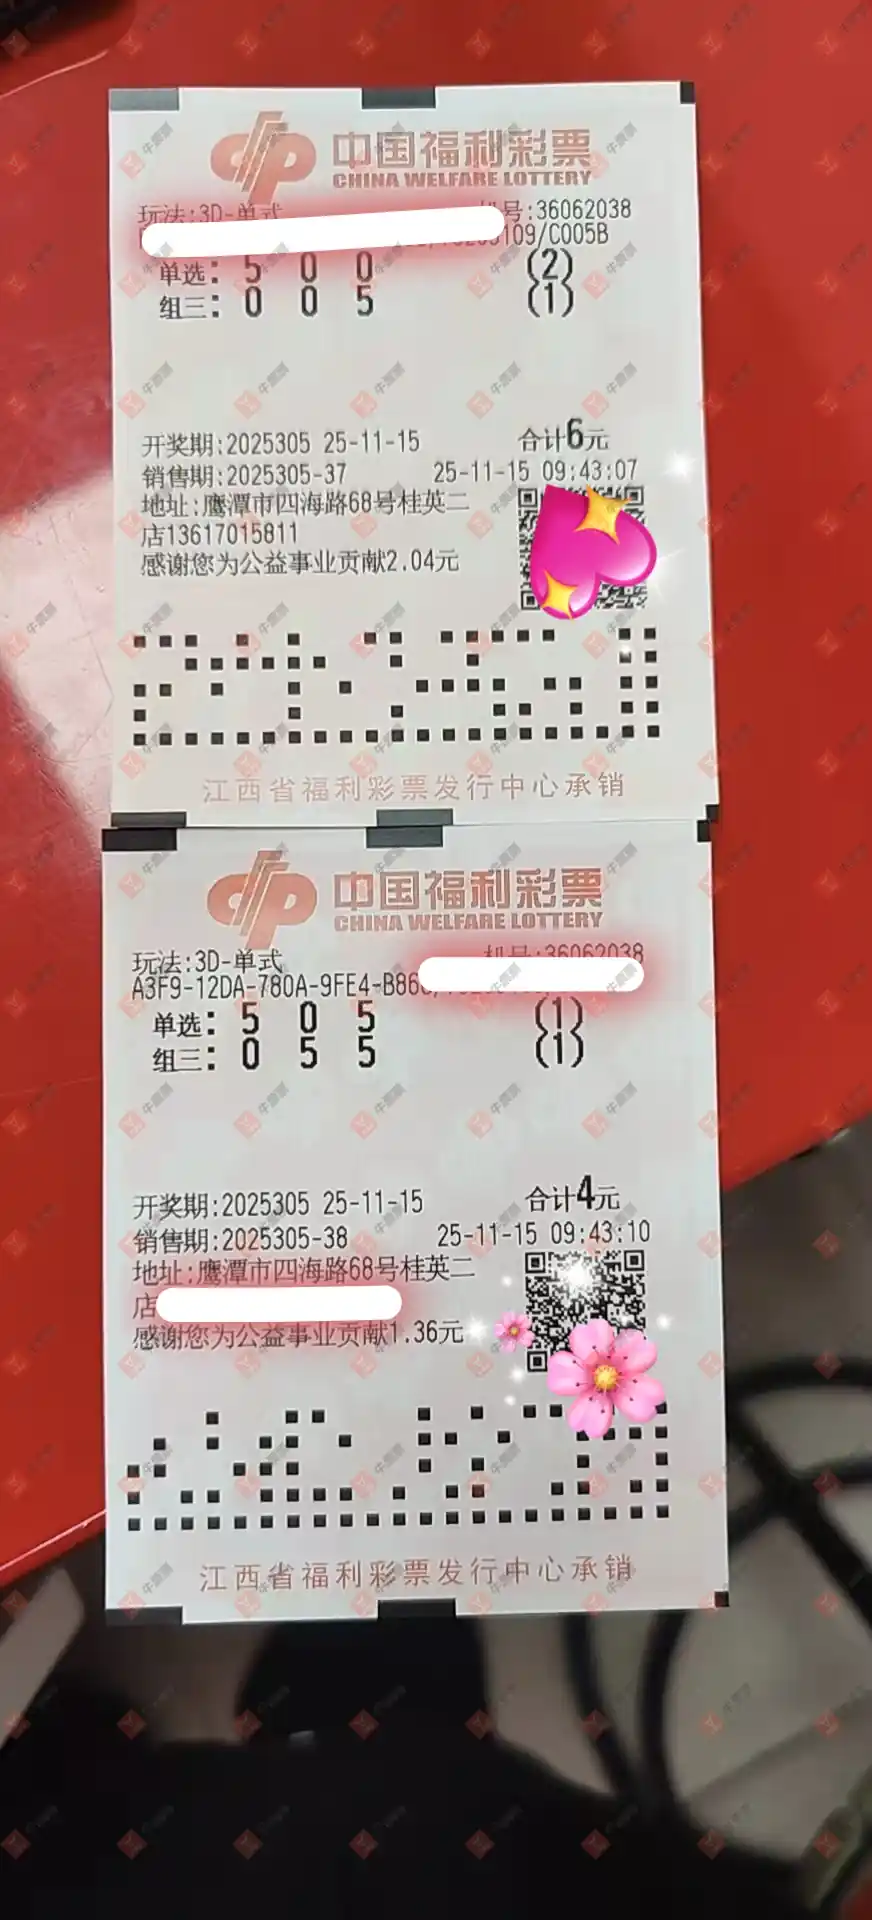 中国福利彩票
CHINA WELFARE LOTTERY
玩法:3D-单式 机号:36062038
109/C005B
单选: 5 0 0 (2)
组三: 0 0 5 (1)
开奖期:2025305 25-11-15 合计6元
销售期:2025305-37 25-11-15 09:43:07
地址:鹰潭市四海路68号桂英二
店13617015811
感谢您为公益事业贡献2.04元
江西省福利彩票发行中心承销
中国福利彩票
CHINA WELFARE LOTTERY
玩法:3D-单式 机号:36062038
A3F9-12DA-780A-9FE4-B86
单选: 5 0 5 (1)
组三: 0 5 5 (1)
开奖期:2025305 25-11-15 合计4元
销售期:2025305-38 25-11-15 09:43:10
地址:鹰潭市四海路68号桂英二
店
感谢您为公益事业贡献1.36元
江西省福利彩票发行中心承销